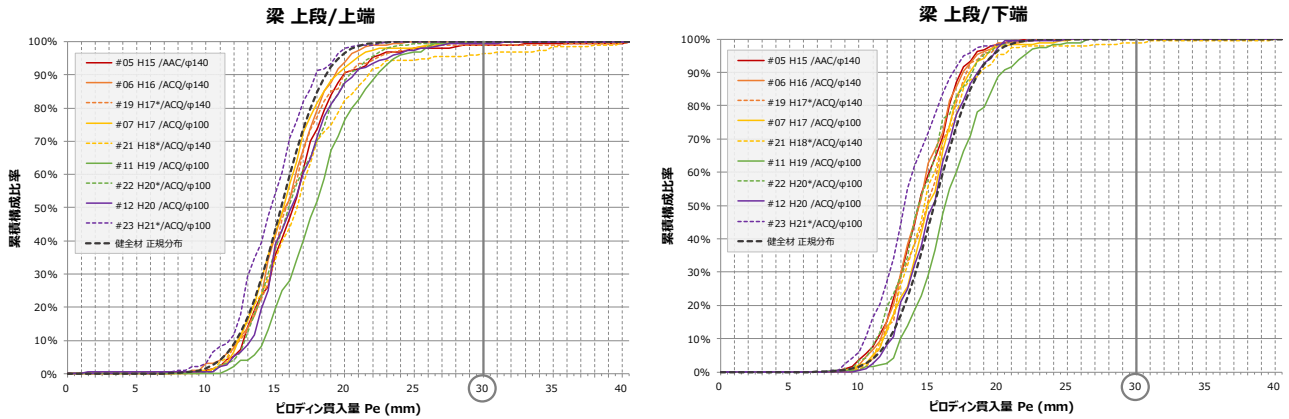 梁 上段/上端
100%
90%
80%
70%
60%
50%
40%
30%
20%
10%
0%
累積構成比率
#05 H15 /AAC/φ140
#06 H16 /ACQ/φ140
#19 H17*/ACQ/φ140
#07 H17 /ACQ/φ100
#21 H18*/ACQ/φ140
#11 H19 /ACQ/φ100
#22 H20*/ACQ/φ100
#12 H20 /ACQ/φ100
#23 H21*/ACQ/φ100
健全材 正規分布
0 5 10 15 20 25 30 35 40
ピロディン貫入量 Pe (mm)
梁 上段/下端
100%
90%
80%
70%
60%
50%
40%
30%
20%
10%
0%
累積構成比率
#05 H15 /AAC/φ140
#06 H16 /ACQ/φ140
#19 H17*/ACQ/φ140
#07 H17 /ACQ/φ100
#21 H18*/ACQ/φ140
#11 H19 /ACQ/φ100
#22 H20*/ACQ/φ100
#12 H20 /ACQ/φ100
#23 H21*/ACQ/φ100
健全材 正規分布
0 5 10 15 20 25 30 35 40
ピロディン貫入量 Pe (mm)